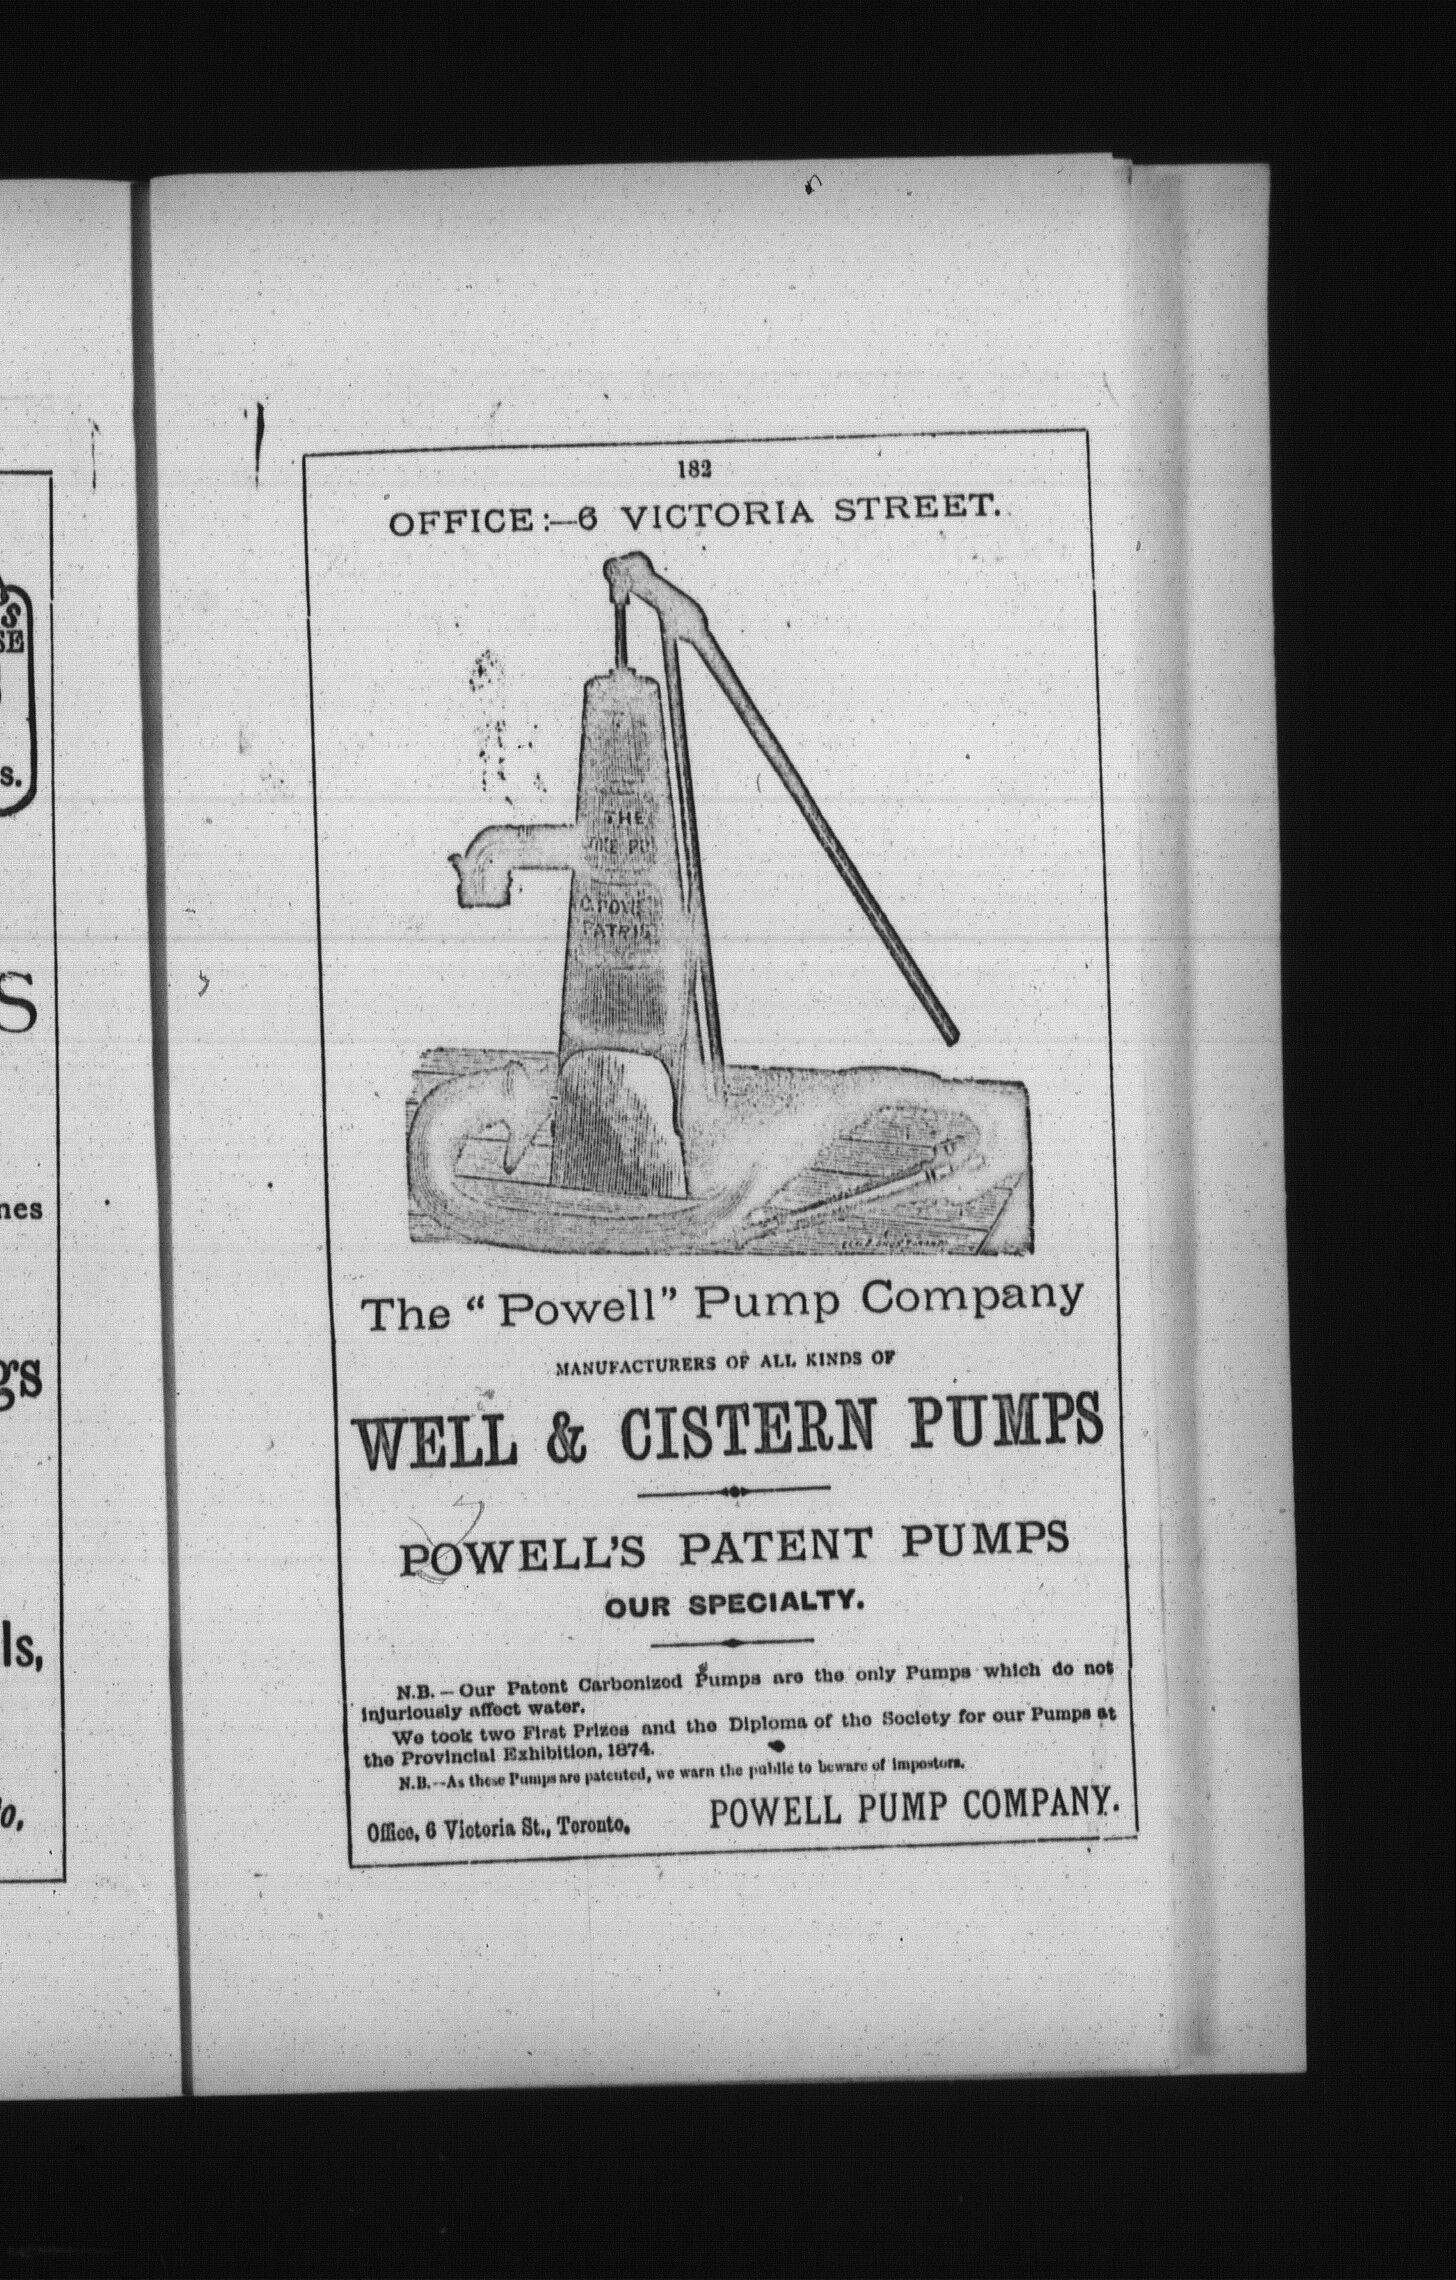 182
OFFICE:—6 VICTORIA STREET.
THE
The "Powell" Pump Company
MANUFACTURERS OF ALL KINDS OF
WELL & CISTERN PUMPS
POWELL'S PATENT PUMPS
OUR SPECIALTY.
N.B.—Our Patent Carbonized Pumps are the only Pumps which do not
injuriously affect water.
We took two First Prizes and the Diploma of the Society for our Pumps at
the Provincial Exhibition, 1874.
N.B.--As these Pumps are patented, we warn the public to beware of impostors.
Office, 6 Victoria St., Toronto. POWELL PUMP COMPANY.